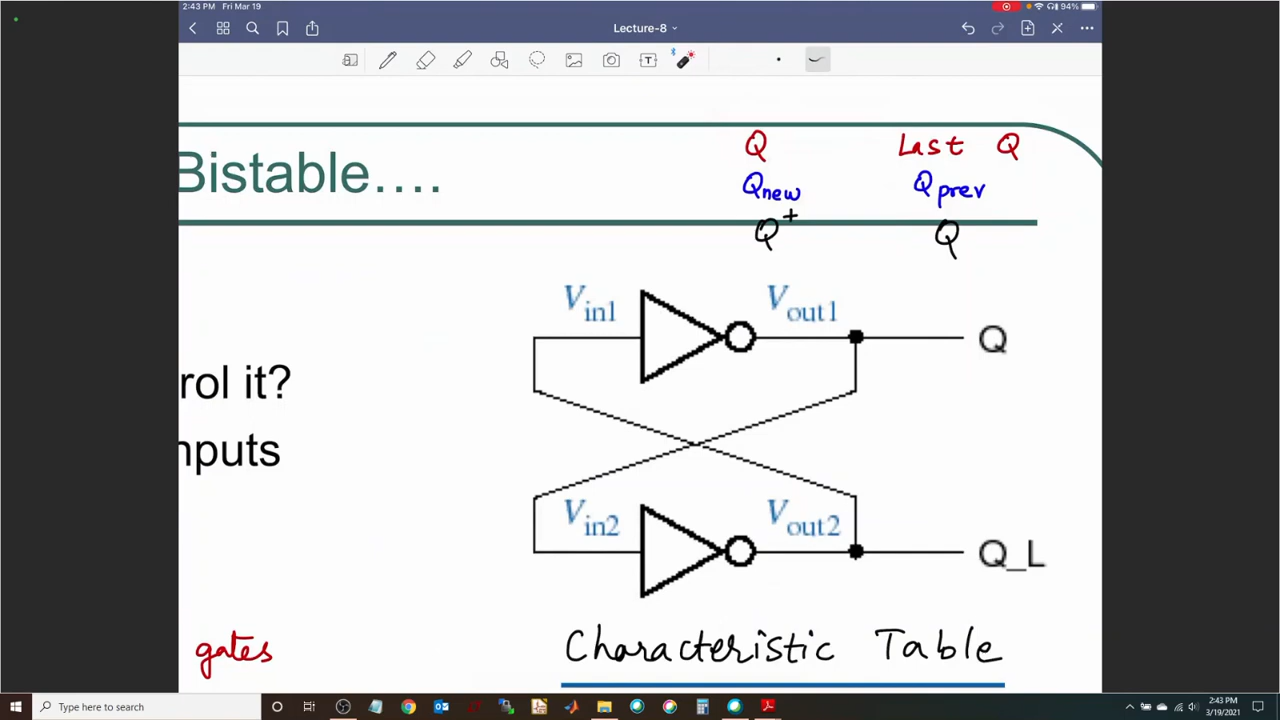 2:43 PM Fri Mar 19
94%
Lecture-8
T
Bistable....
Q Last Q
Qnew Qprev
Q+ Q
Vin1 Vout1
Q
rol it?
nputs
Vin2 Vout2
Q_L
gates
Characteristic Table
Type here to search
2:43 PM
3/19/2021